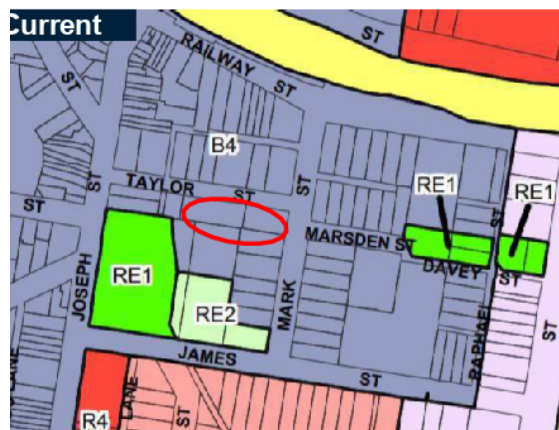 Current
ST
RAILWAY
ST
ST
B4
RE1
RE1
TAYLOR
ST
ST
ST
ST
ST
MARSDEN ST
DAVEY
ST
JOSEPH
RE1
RE2
MARK
RAPHAEL
ST
JAMES
ST
R4
LANE
LANE
ST